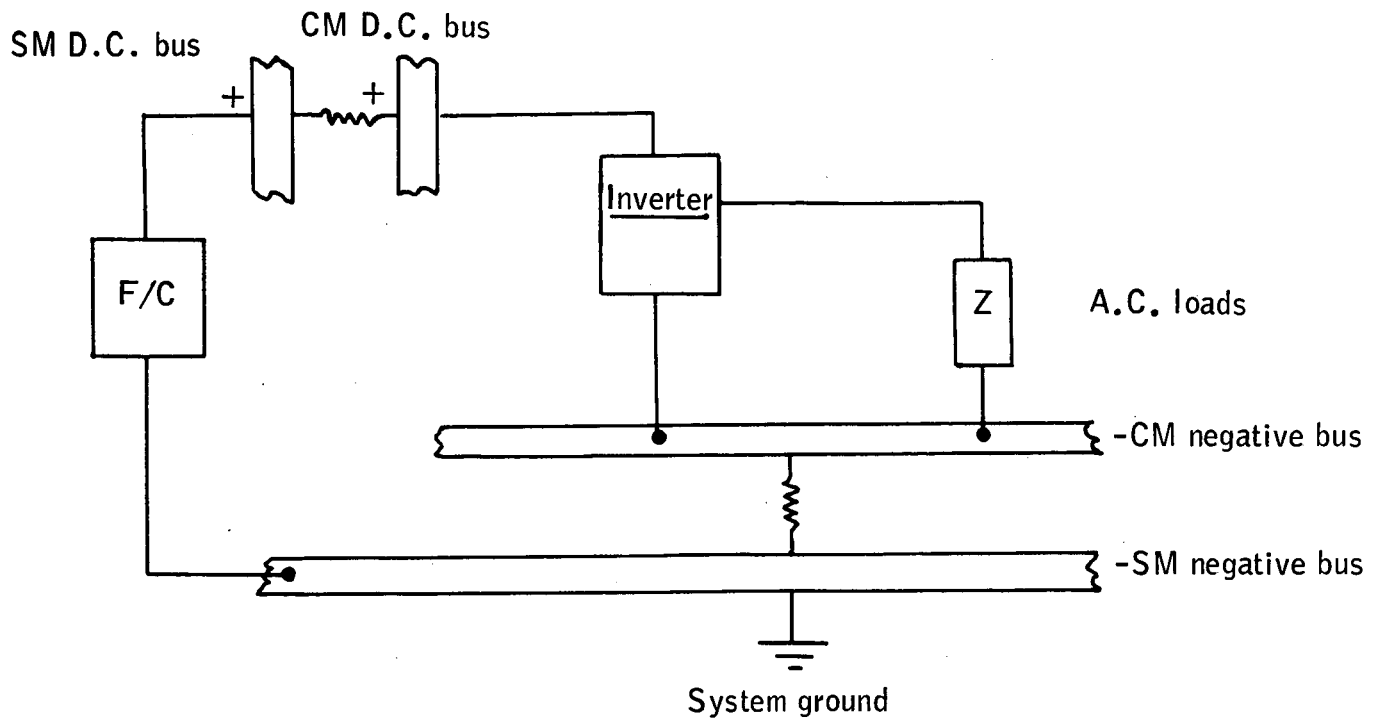 SM D.C. bus
CM D.C. bus
+
+
Inverter
F/C
Z
A.C. loads
-CM negative bus
-SM negative bus
System ground